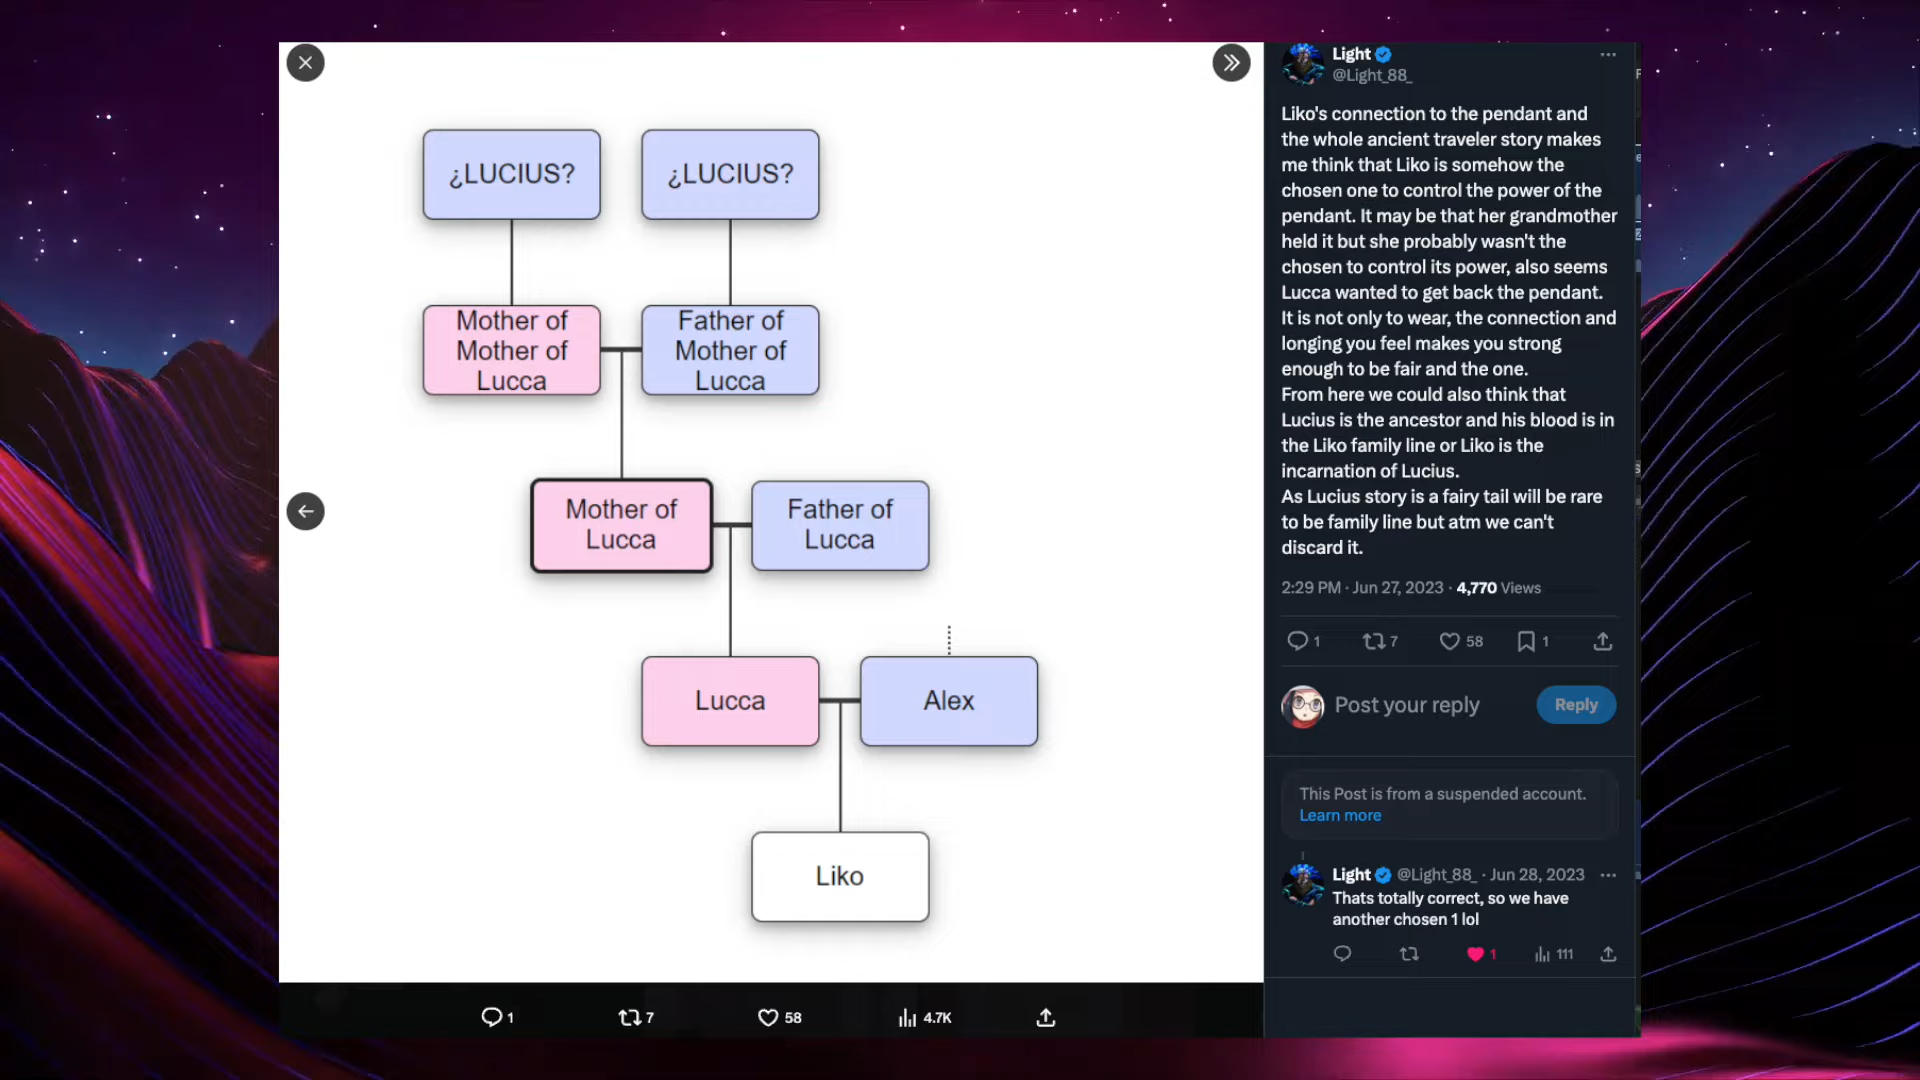 ¿LUCIUS?
¿LUCIUS?
Mother of
Mother of
Lucca
Father of
Mother of
Lucca
Mother of
Lucca
Father of
Lucca
Lucca
Alex
Liko
1
7
58
4.7K
Light
@Light_88_
Liko's connection to the pendant and
the whole ancient traveler story makes
me think that Liko is somehow the
chosen one to control the power of the
pendant. It may be that her grandmother
held it but she probably wasn't the
chosen to control its power, also seems
Lucca wanted to get back the pendant.
It is not only to wear, the connection and
longing you feel makes you strong
enough to be fair and the one.
From here we could also think that
Lucius is the ancestor and his blood is in
the Liko family line or Liko is the
incarnation of Lucius.
As Lucius story is a fairy tail will be rare
to be family line but atm we can't
discard it.
2:29 PM · Jun 27, 2023 · 4,770 Views
1
7
58
1
Post your reply
Reply
This Post is from a suspended account.
Learn more
Light @Light_88_ · Jun 28, 2023
Thats totally correct, so we have
another chosen 1 lol
1
111